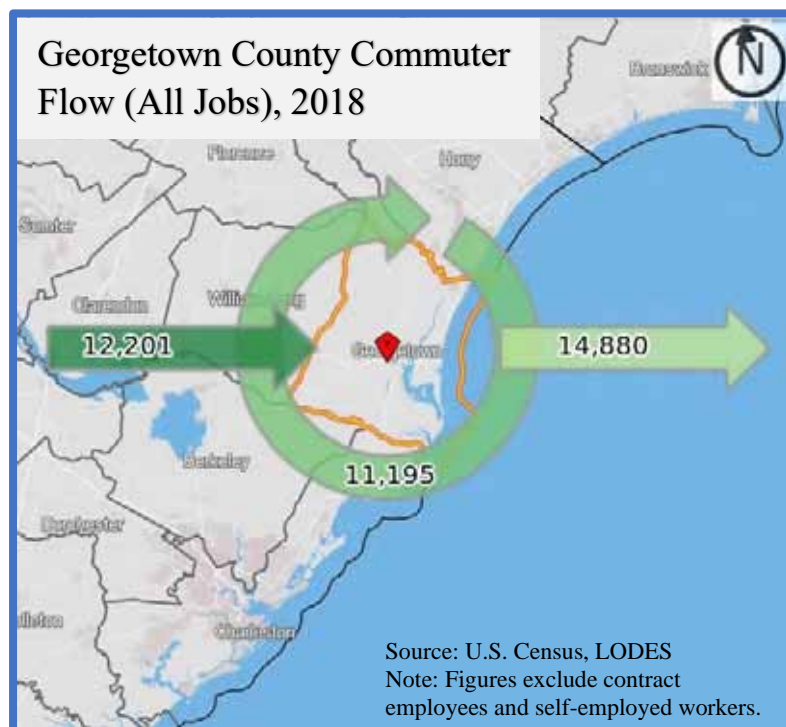 Georgetown County Commuter
Flow (All Jobs), 2018
N
Brunswick
Florence
Horry
Sumter
Clarendon
12,201
Georgetown
14,880
11,195
Berkeley
Dorchester
Charleston
Source: U.S. Census, LODES
Note: Figures exclude contract
employees and self-employed workers.